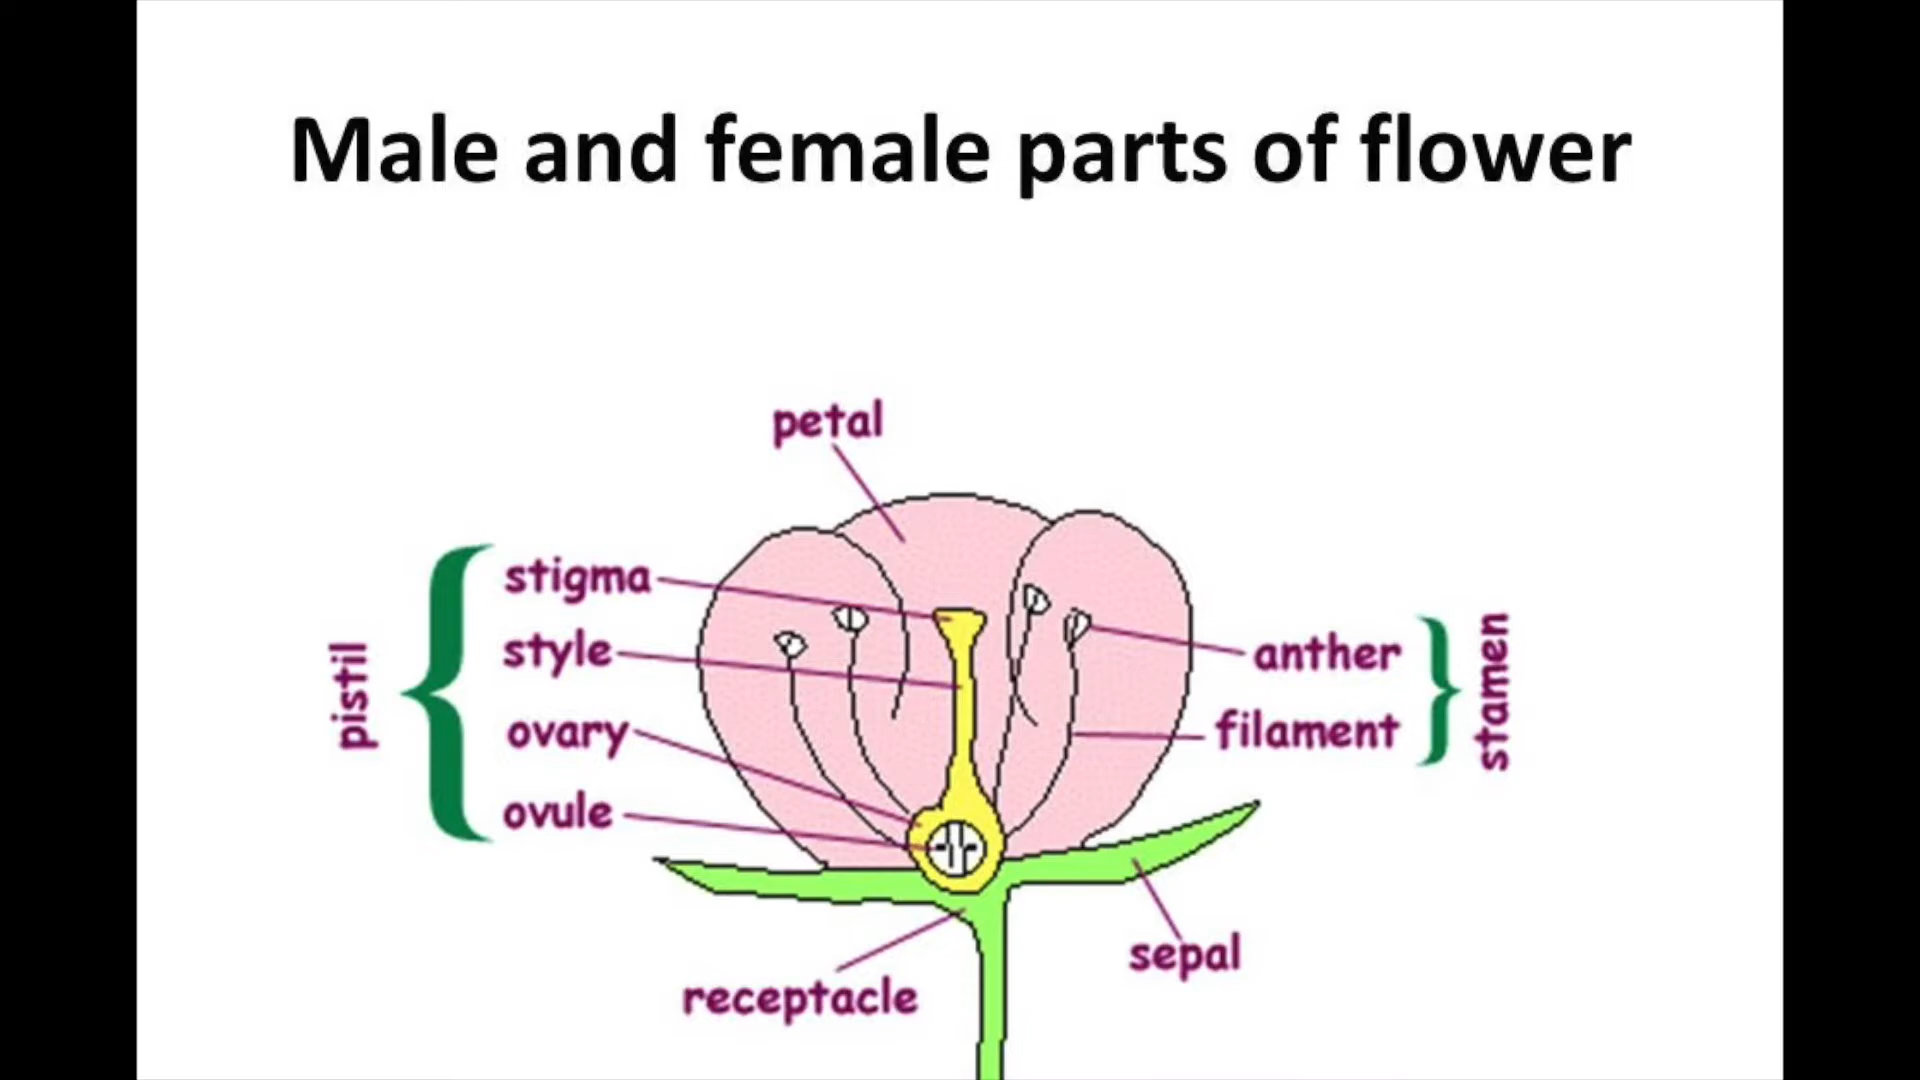 Male and female parts of flower
petal
stigma
style
ovary
ovule
pistil
anther
filament
stamen
sepal
receptacle